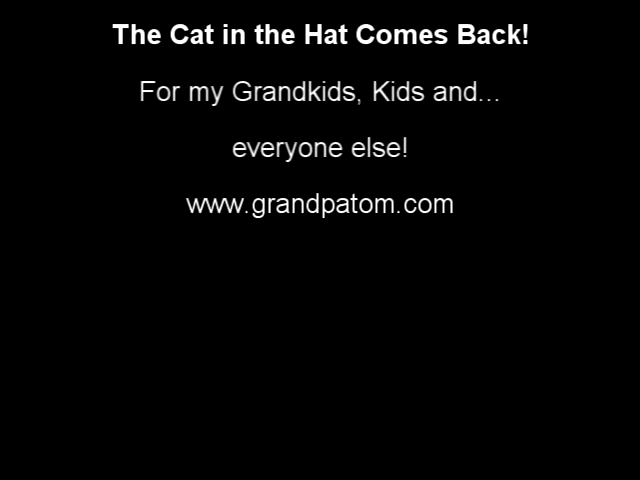 The Cat in the Hat Comes Back!
For my Grandkids, Kids and...
everyone else!
www.grandpatom.com